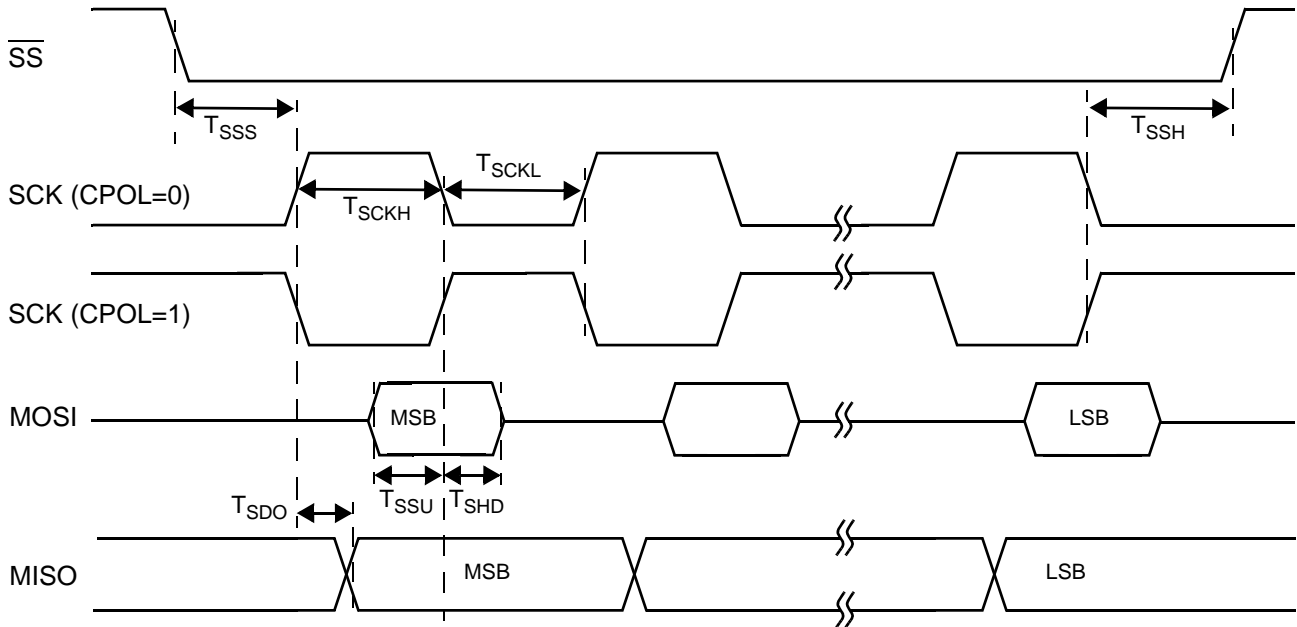 SS
TSSS
TSSH
SCK (CPOL=0)
TSCKH
TSCKL
SCK (CPOL=1)
MOSI
MSB
LSB
TSSU
TSHD
TSDO
MISO
MSB
LSB